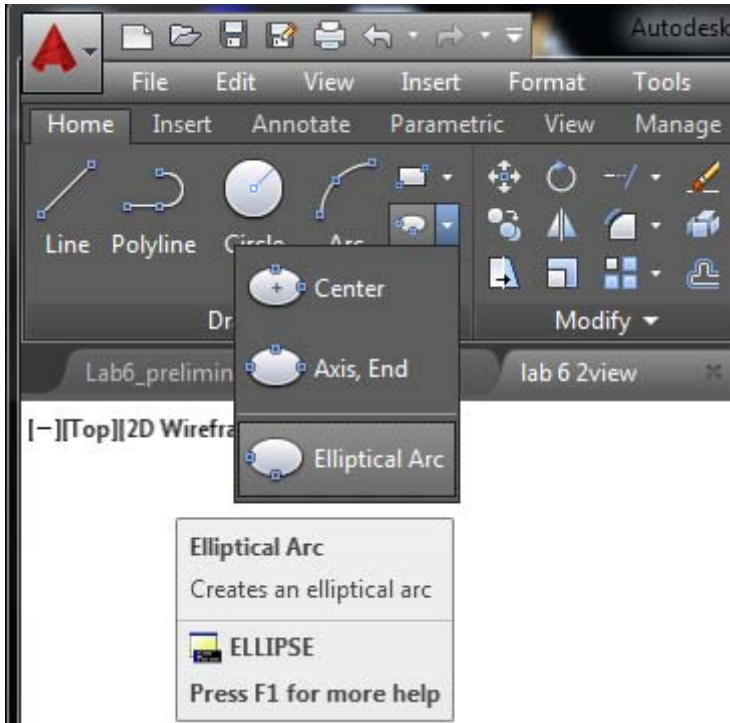 Autodesk
File Edit View Insert Format Tools
Home Insert Annotate Parametric View Manage
Line Polyline Circle Arc
Center
Dr Modify
Axis, End
Lab6_prelimin lab 6 2view
[−][Top][2D Wirefra
Elliptical Arc
Elliptical Arc
Creates an elliptical arc
ELLIPSE
Press F1 for more help